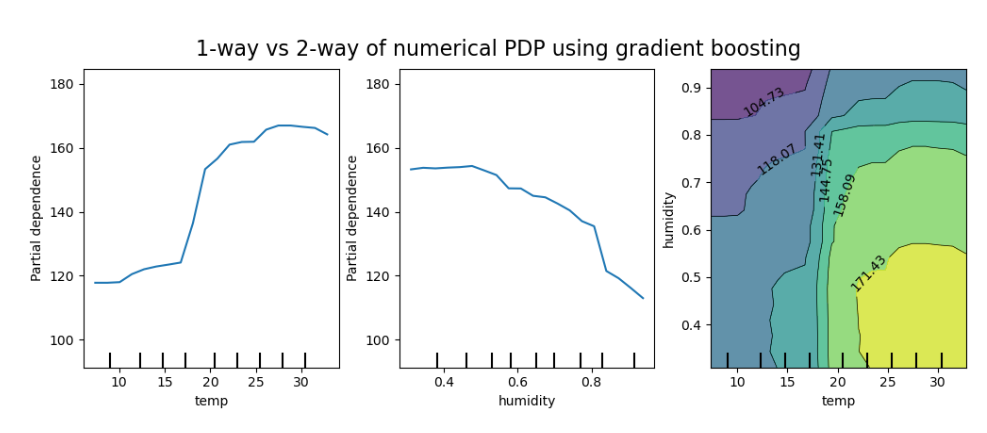 1-way vs 2-way of numerical PDP using gradient boosting
Partial dependence
180
160
140
120
100
10 15 20 25 30
temp
Partial dependence
180
160
140
120
100
0.4 0.6 0.8
humidity
humidity
0.9
0.8
0.7
0.6
0.5
0.4
104.73
118.07
131.41
144.75
158.09
171.43
10 15 20 25 30
temp